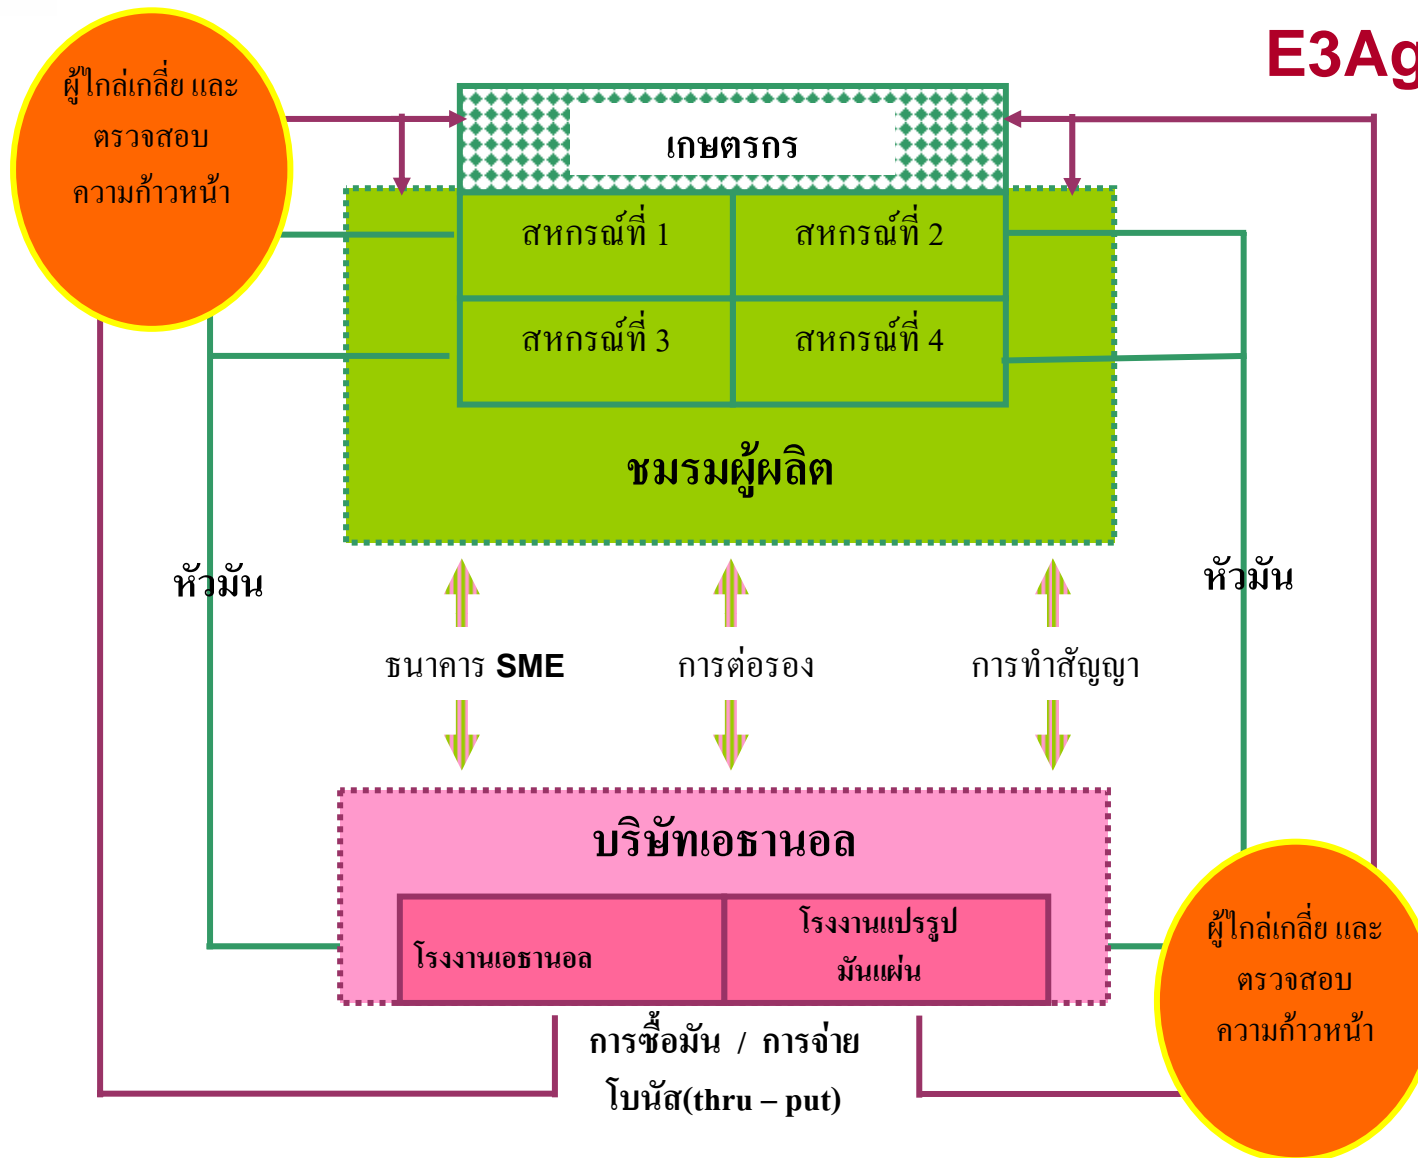 E3Ag
ผู้ไกล่เกลี่ย และ
ตรวจสอบ
ความก้าวหน้า
เกษตรกร
สหกรณ์ที่ 1
สหกรณ์ที่ 2
สหกรณ์ที่ 3
สหกรณ์ที่ 4
ชมรมผู้ผลิต
หัวมัน
หัวมัน
ธนาคาร SME
การต่อรอง
การทำสัญญา
บริษัทเอธานอล
โรงงานเอธานอล
โรงงานแปรรูป
มันแผ่น
ผู้ไกล่เกลี่ย และ
ตรวจสอบ
ความก้าวหน้า
การซื้อมัน / การจ่าย
โบนัส(thru – put)